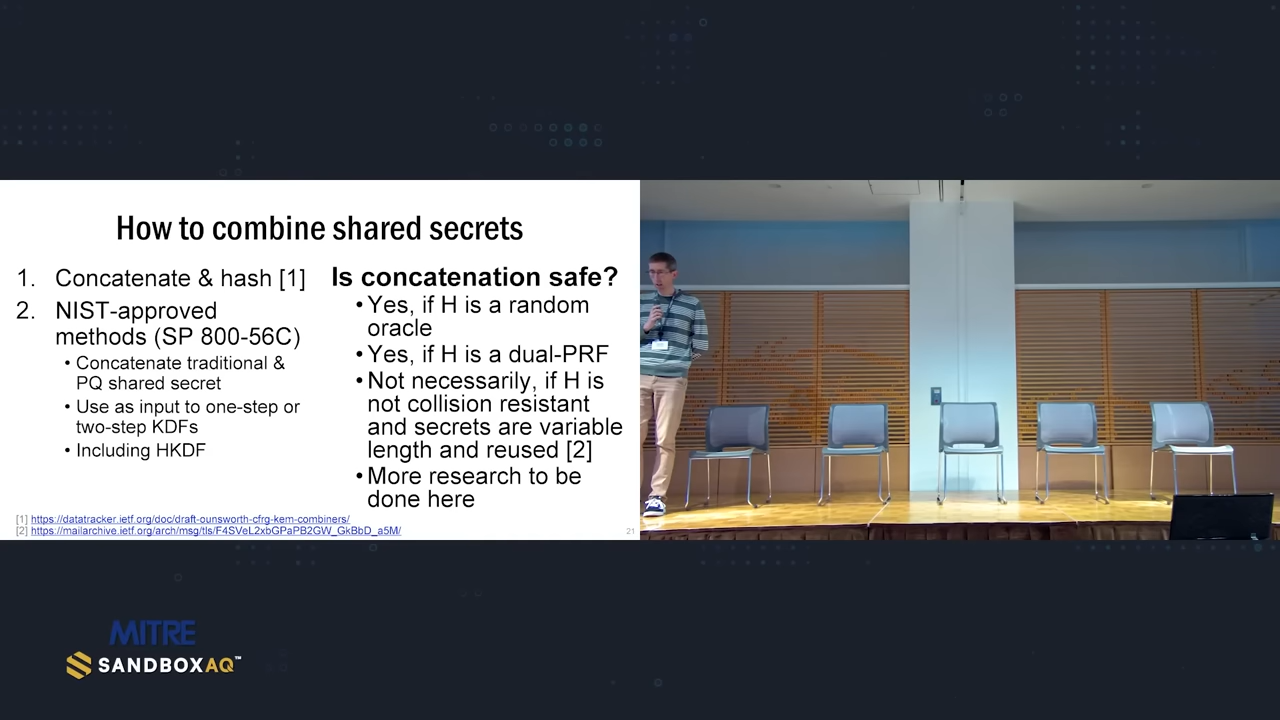 How to combine shared secrets
1. Concatenate & hash [1]
2. NIST-approved
methods (SP 800-56C)
• Concatenate traditional &
PQ shared secret
• Use as input to one-step or
two-step KDFs
• Including HKDF
Is concatenation safe?
• Yes, if H is a random
oracle
• Yes, if H is a dual-PRF
• Not necessarily, if H is
not collision resistant
and secrets are variable
length and reused [2]
• More research to be
done here
[1] https://datatracker.ietf.org/doc/draft-ounsworth-cfrg-kem-combiners/
[2] https://mailarchive.ietf.org/arch/msg/tls/F4SVeL2xbGPaPB2GW_GkBbD_a5M/
21
MITRE
SANDBOXAQ™